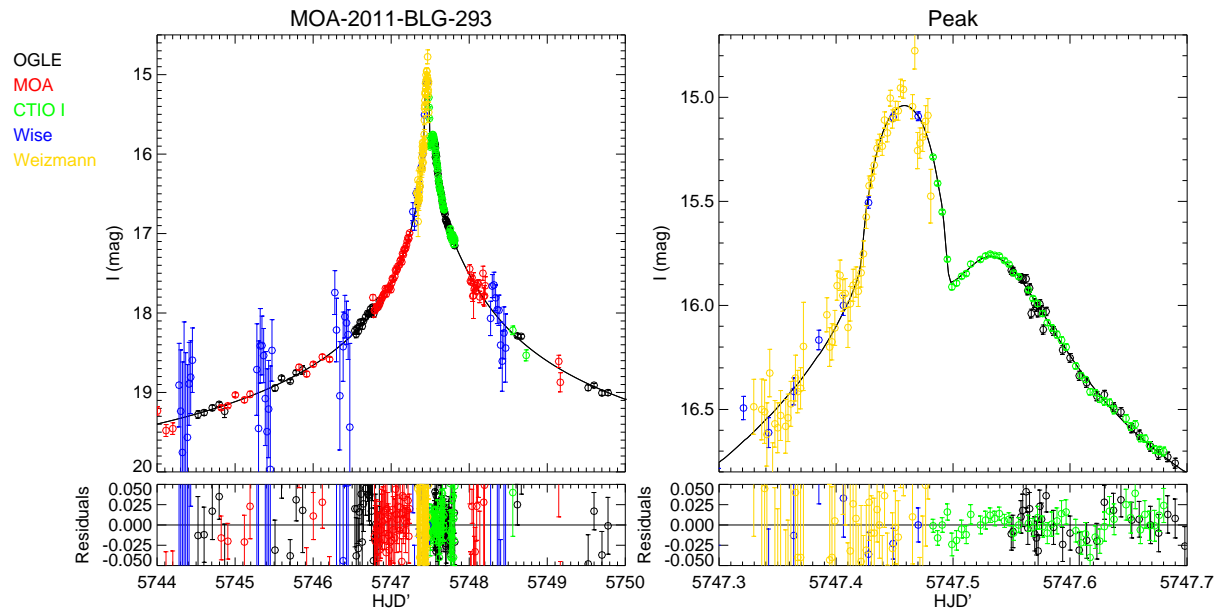 MOA-2011-BLG-293
Peak
OGLE
MOA
CTIO I
Wise
Weizmann
I (mag)
15
16
17
18
19
20
I (mag)
15.0
15.5
16.0
16.5
Residuals
0.050
0.025
0.000
-0.025
-0.050
5744 5745 5746 5747 5748 5749 5750
HJD'
Residuals
0.050
0.025
0.000
-0.025
-0.050
5747.3 5747.4 5747.5 5747.6 5747.7
HJD'